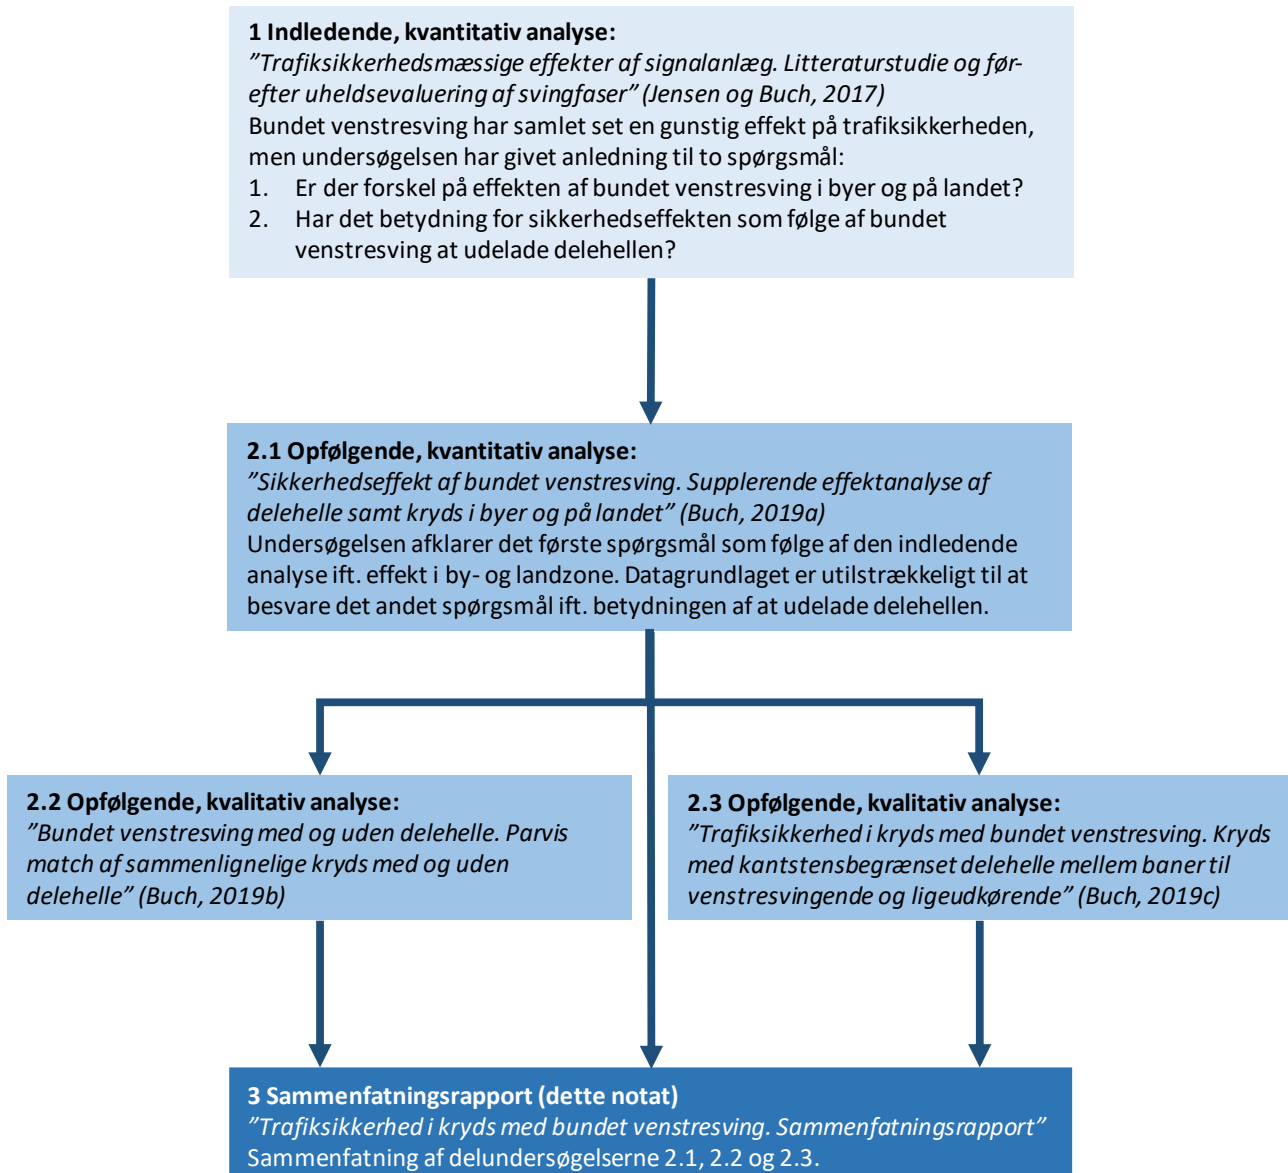 1 Indledende, kvantitativ analyse:
”Trafiksikkerhedsmæssige effekter af signalanlæg. Litteraturstudie og før-
efter uheldsevaluering af svingfaser” (Jensen og Buch, 2017)
Bundet venstresving har samlet set en gunstig effekt på trafiksikkerheden,
men undersøgelsen har givet anledning til to spørgsmål:
1. Er der forskel på effekten af bundet venstresving i byer og på landet?
2. Har det betydning for sikkerhedseffekten som følge af bundet
venstresving at udelade delehellen?
2.1 Opfølgende, kvantitativ analyse:
”Sikkerhedseffekt af bundet venstresving. Supplerende effektanalyse af
delehelle samt kryds i byer og på landet” (Buch, 2019a)
Undersøgelsen afklarer det første spørgsmål som følge af den indledende
analyse ift. effekt i by- og landzone. Datagrundlaget er utilstrækkeligt til at
besvare det andet spørgsmål ift. betydningen af at udelade delehellen.
2.2 Opfølgende, kvalitativ analyse:
”Bundet venstresving med og uden delehelle. Parvis
match af sammenlignelige kryds med og uden
delehelle” (Buch, 2019b)
2.3 Opfølgende, kvalitativ analyse:
”Trafiksikkerhed i kryds med bundet venstresving. Kryds
med kantstensbegrænset delehelle mellem baner til
venstresvingende og ligeudkørende” (Buch, 2019c)
3 Sammenfatningsrapport (dette notat)
”Trafiksikkerhed i kryds med bundet venstresving. Sammenfatningsrapport”
Sammenfatning af delundersøgelserne 2.1, 2.2 og 2.3.